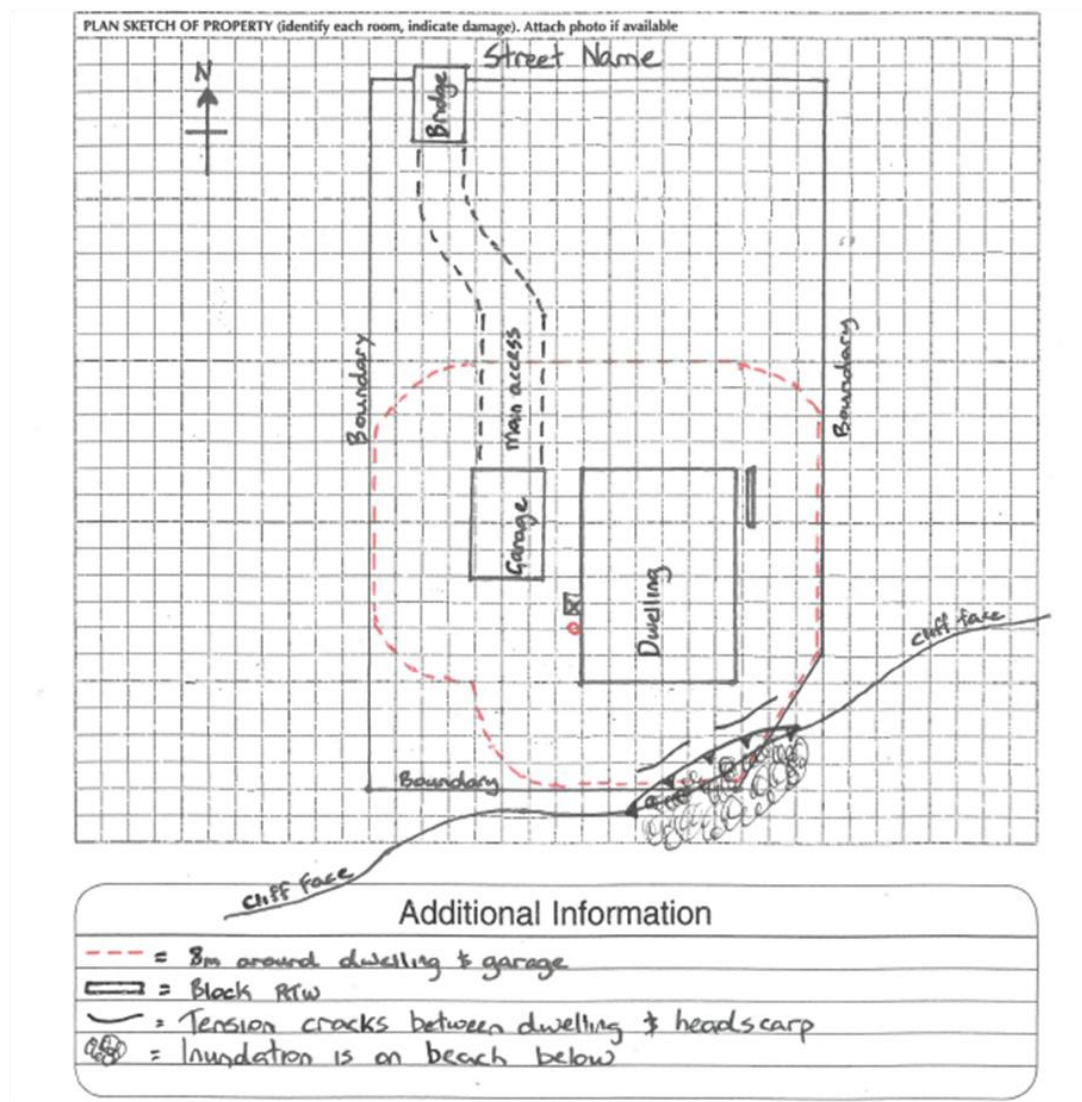 PLAN SKETCH OF PROPERTY (identify each room, indicate damage). Attach photo if available
Street Name
N
Bridge
Main access
Boundary
Boundary
Garage
Dwelling
Cliff face
Boundary
Cliff face
Additional Information
= 8m around dwelling & garage
= Block RTW
= Tension cracks between dwelling & headscarp
= Inundation is on beach below